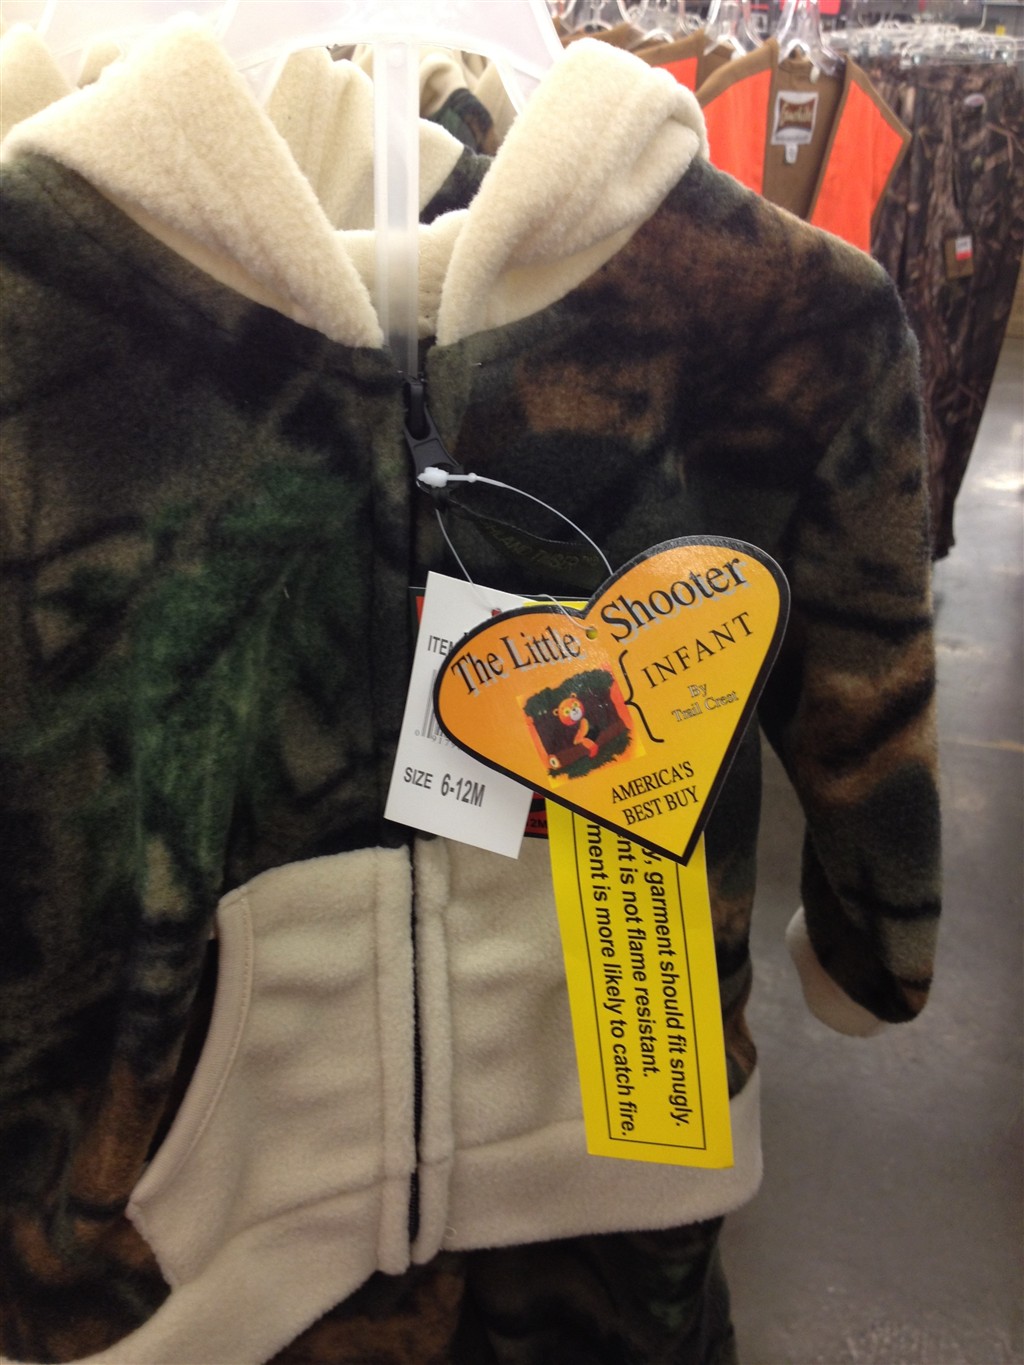 The Little Shooter
INFANT
By
Trail Crest
AMERICA'S
BEST BUY
ITEM
SIZE 6-12M
y, garment should fit snugly.
nt is not flame resistant.
ment is more likely to catch fire.